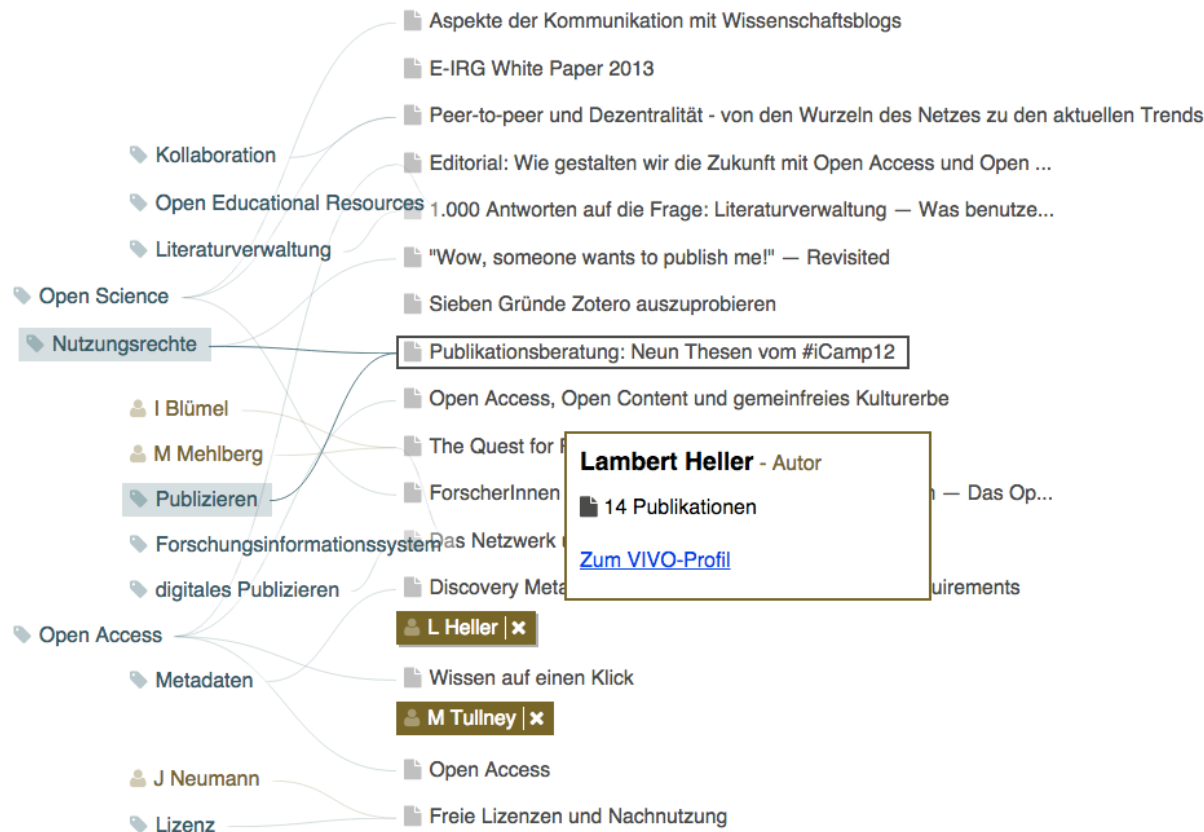 Aspekte der Kommunikation mit Wissenschaftsblogs
E-IRG White Paper 2013
Peer-to-peer und Dezentralität - von den Wurzeln des Netzes zu den aktuellen Trends
Kollaboration
Editorial: Wie gestalten wir die Zukunft mit Open Access und Open ...
Open Educational Resources
1.000 Antworten auf die Frage: Literaturverwaltung — Was benutze...
Literaturverwaltung
"Wow, someone wants to publish me!" — Revisited
Open Science
Sieben Gründe Zotero auszuprobieren
Nutzungsrechte
Publikationsberatung: Neun Thesen vom #iCamp12
I Blümel
Open Access, Open Content und gemeinfreies Kulturerbe
M Mehlberg
The Quest for
Lambert Heller - Autor
Publizieren
ForscherInnen
— Das Op...
14 Publikationen
Forschungsinformationssystem
Das Netzwerk
Zum VIVO-Profil
digitales Publizieren
Discovery Meta
uirements
Open Access
L Heller
Metadaten
Wissen auf einen Klick
M Tullney
J Neumann
Open Access
Lizenz
Freie Lizenzen und Nachnutzung